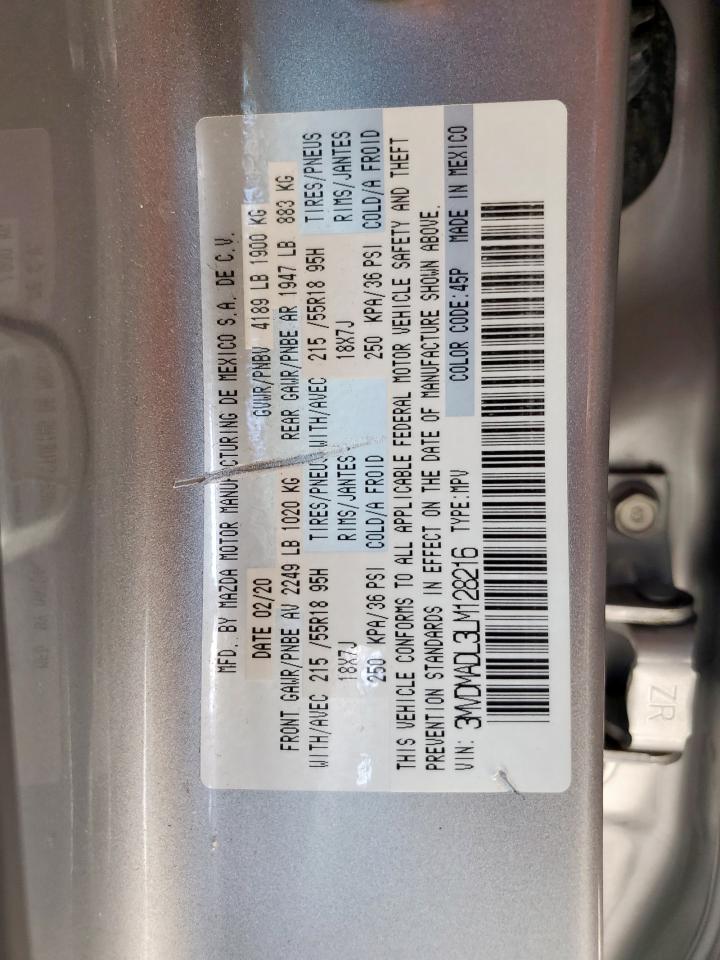 MFD. BY MAZDA MOTOR MANUFACTURING DE MEXICO S.A. DE C.V.
DATE 02/20 GVWR/PNBV 4189 LB 1900 KG
FRONT GAWR/PNBE AV 2249 LB 1020 KG REAR GAWR/PNBE AR 1947 LB 883 KG
WITH/AVEC 215 /55R18 95H TIRES/PNEUS WITH/AVEC 215 /55R18 95H TIRES/PNEUS
18X7J RIMS/JANTES 18X7J RIMS/JANTES
250 KPA/36 PSI COLD/A FROID 250 KPA/36 PSI COLD/A FROID
THIS VEHICLE CONFORMS TO ALL APPLICABLE FEDERAL MOTOR VEHICLE SAFETY AND THEFT
PREVENTION STANDARDS IN EFFECT ON THE DATE OF MANUFACTURE SHOWN ABOVE.
VIN: 3MVDMADL3LM128216 TYPE:MPV COLOR CODE:45P MADE IN MEXICO
ZR